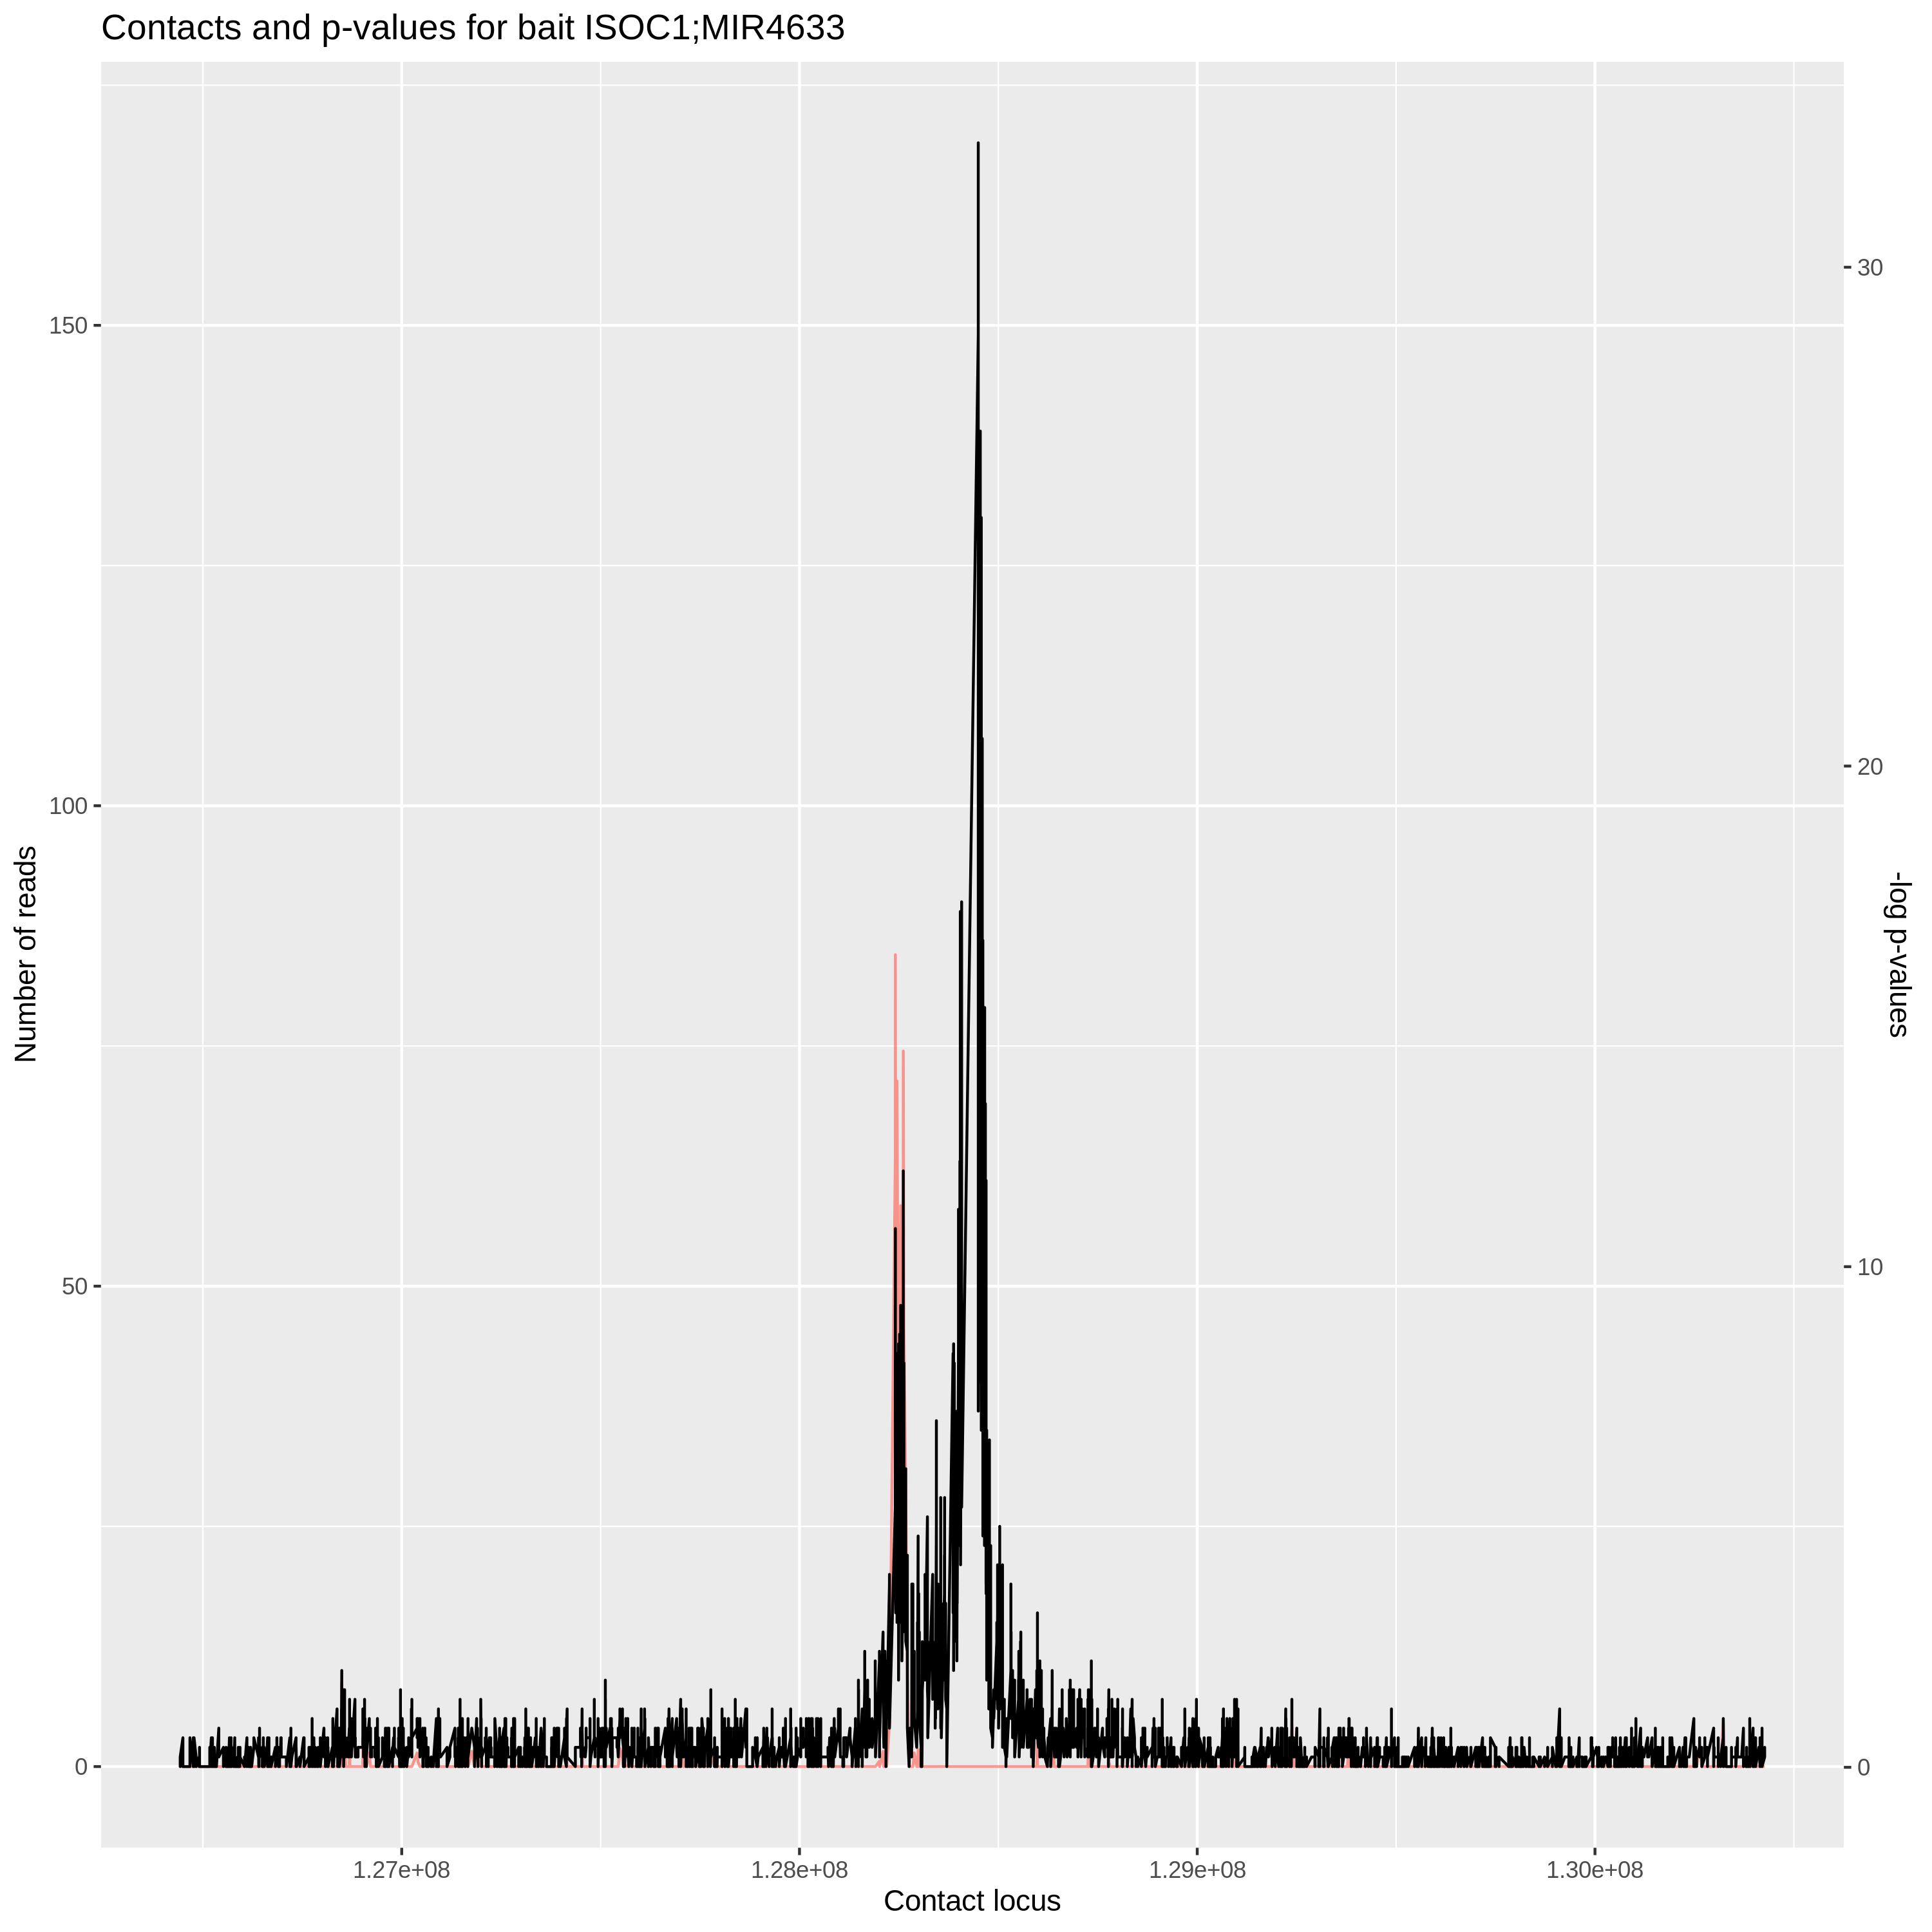 Contacts and p-values for bait ISOC1;MIR4633
150
100
50
0
30
20
10
0
Number of reads
-log p-values
1.27e+08
1.28e+08
1.29e+08
1.30e+08
Contact locus